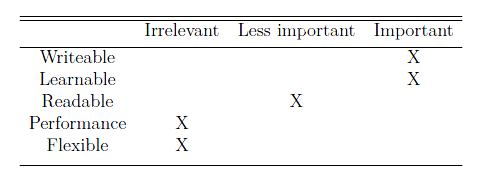 Irrelevant Less important Important
Writeable X
Learnable X
Readable X
Performance X
Flexible X